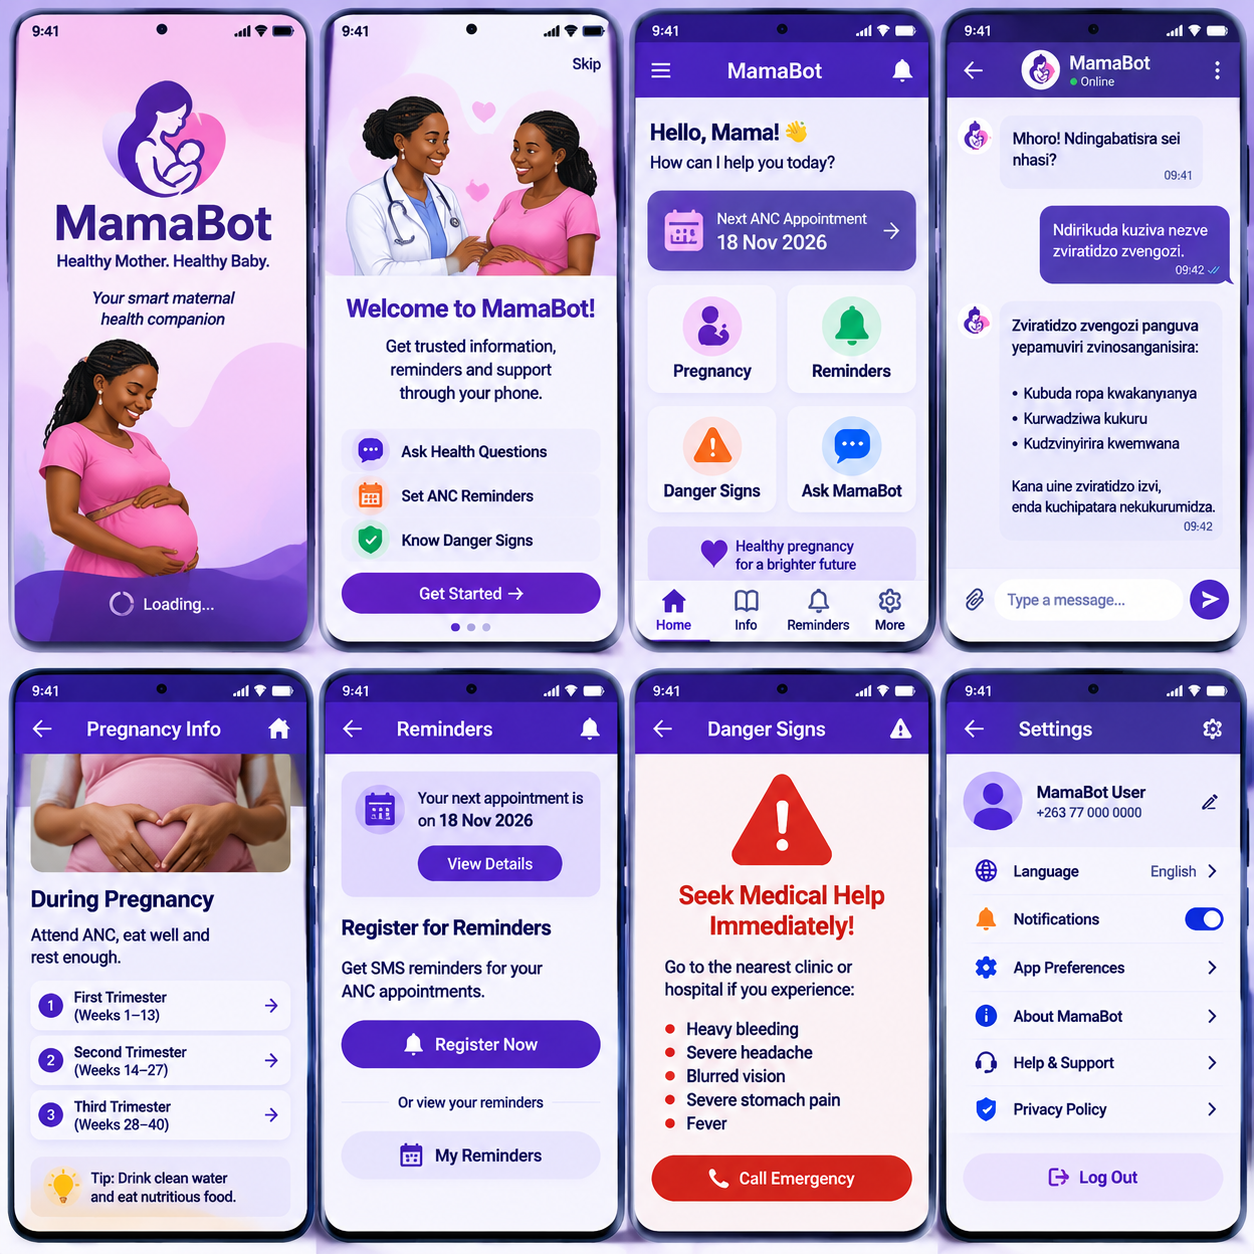 9:41
MamaBot
Healthy Mother. Healthy Baby.
Your smart maternal
health companion
Loading...
9:41
Skip
Welcome to MamaBot!
Get trusted information,
reminders and support
through your phone.
Ask Health Questions
Set ANC Reminders
Know Danger Signs
Get Started →
9:41
MamaBot
Hello, Mama! 👋
How can I help you today?
Next ANC Appointment
18 Nov 2026
Pregnancy
Reminders
Danger Signs
Ask MamaBot
Healthy pregnancy
for a brighter future
Home
Info
Reminders
More
9:41
MamaBot
Online
Mhoro! Ndingabatisra sei
nhasi?
09:41
Ndirikuda kuziva nezve
zviratidzo zvengozi.
09:42
Zviratidzo zvengozi panguva
yepamuviri zvinosanganisira:
• Kubuda ropa kwakanyıanya
• Kurwadziwa kukuru
• Kudzvinyirira kwemwana
Kana uine zviratidzo izvi,
enda kuchipatara nekukurumidza.
09:42
Type a message...
9:41
Pregnancy Info
During Pregnancy
Attend ANC, eat well and
rest enough.
1 First Trimester
(Weeks 1–13)
2 Second Trimester
(Weeks 14–27)
3 Third Trimester
(Weeks 28–40)
Tip: Drink clean water
and eat nutritious food.
9:41
Reminders
Your next appointment is
on 18 Nov 2026
View Details
Register for Reminders
Get SMS reminders for your
ANC appointments.
Register Now
Or view your reminders
My Reminders
9:41
Danger Signs
Seek Medical Help
Immediately!
Go to the nearest clinic or
hospital if you experience:
• Heavy bleeding
• Severe headache
• Blurred vision
• Severe stomach pain
• Fever
Call Emergency
9:41
Settings
MamaBot User
+263 77 000 0000
Language English
Notifications
App Preferences
About MamaBot
Help & Support
Privacy Policy
Log Out